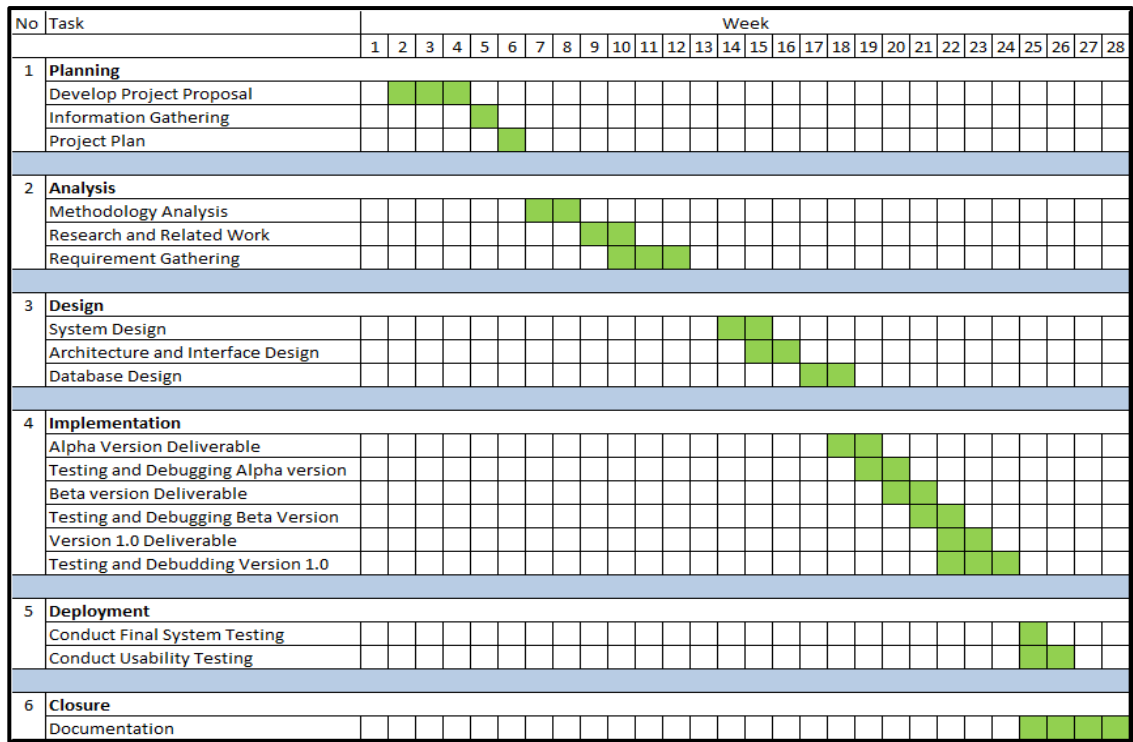 No Task Week
1 2 3 4 5 6 7 8 9 10 11 12 13 14 15 16 17 18 19 20 21 22 23 24 25 26 27 28
1 Planning
Develop Project Proposal
Information Gathering
Project Plan
2 Analysis
Methodology Analysis
Research and Related Work
Requirement Gathering
3 Design
System Design
Architecture and Interface Design
Database Design
4 Implementation
Alpha Version Deliverable
Testing and Debugging Alpha version
Beta version Deliverable
Testing and Debugging Beta Version
Version 1.0 Deliverable
Testing and Debudding Version 1.0
5 Deployment
Conduct Final System Testing
Conduct Usability Testing
6 Closure
Documentation